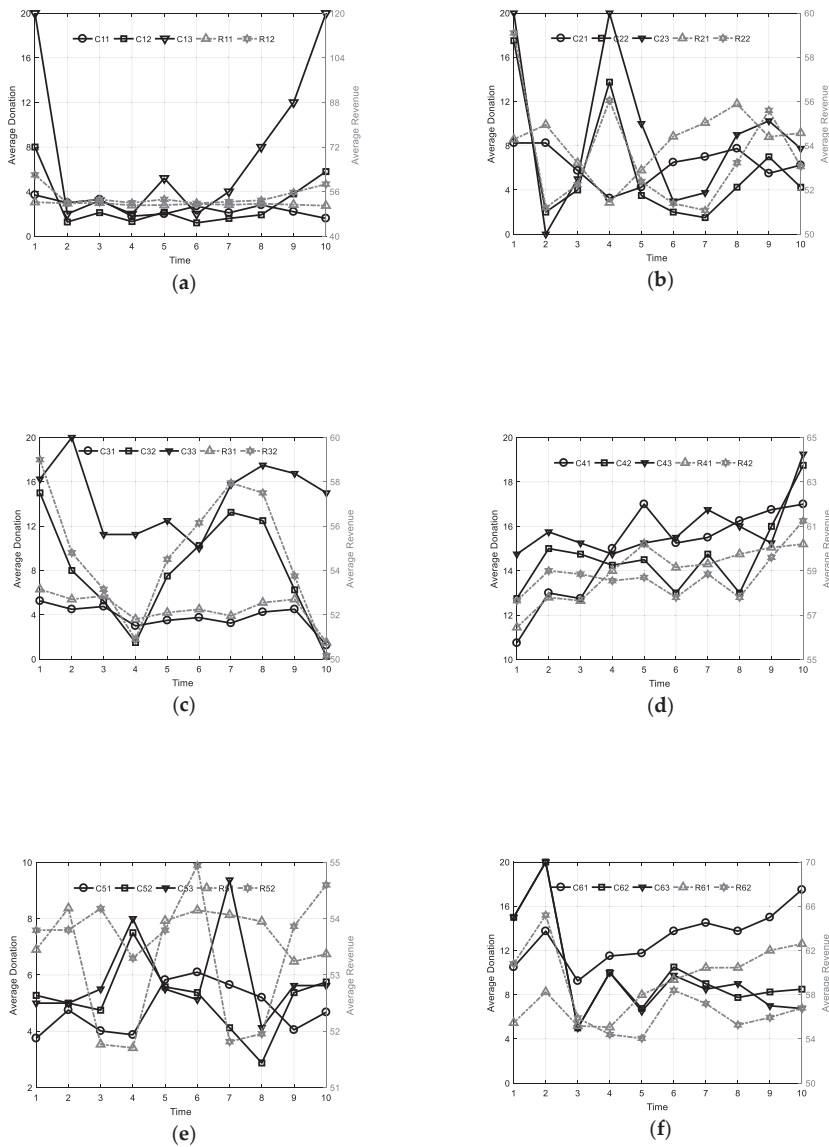 20 120
C11 C12 C13 R11 R12
16 104
12 88
8 72
4 56
0 40
1 2 3 4 5 6 7 8 9 10
Time
Average Donation
Average Revenue
(a)
20 60
C21 C22 C23 R21 R22
16 58
12 56
8 54
4 52
0 50
1 2 3 4 5 6 7 8 9 10
Time
Average Donation
Average Revenue
(b)
20 60
C31 C32 C33 R31 R32
16 58
12 56
8 54
4 52
0 50
1 2 3 4 5 6 7 8 9 10
Time
Average Donation
Average Revenue
(c)
20 65
C41 C42 C43 R41 R42
18 63
16 61
14 59
12 57
10 55
1 2 3 4 5 6 7 8 9 10
Time
Average Donation
Average Revenue
(d)
10 55
C51 C52 C53 R51 R52
8 54
6 53
4 52
2 51
1 2 3 4 5 6 7 8 9 10
Time
Average Donation
Average Revenue
(e)
20 70
C61 C62 C63 R61 R62
16 66
12 62
8 58
4 54
0 50
1 2 3 4 5 6 7 8 9 10
Time
Average Donation
Average Revenue
(f)